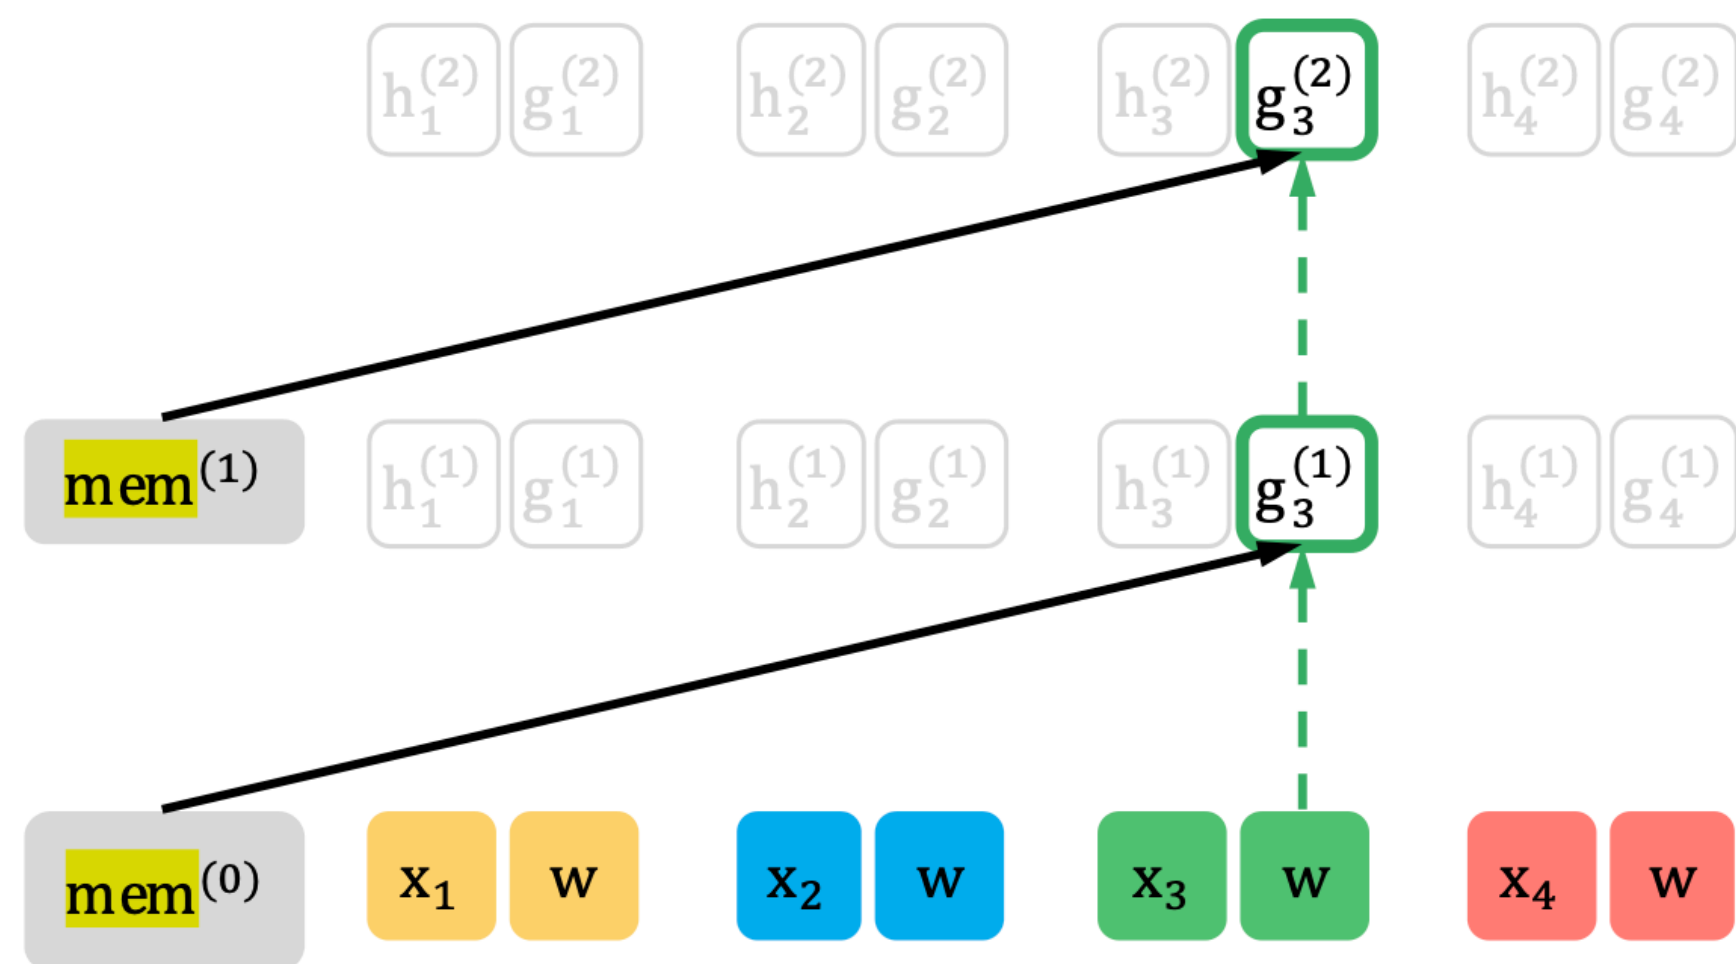 h₁⁽²⁾ g₁⁽²⁾ h₂⁽²⁾ g₂⁽²⁾ h₃⁽²⁾ g₃⁽²⁾ h₄⁽²⁾ g₄⁽²⁾
mem⁽¹⁾ h₁⁽¹⁾ g₁⁽¹⁾ h₂⁽¹⁾ g₂⁽¹⁾ h₃⁽¹⁾ g₃⁽¹⁾ h₄⁽¹⁾ g₄⁽¹⁾
mem⁽⁰⁾ x₁ w x₂ w x₃ w x₄ w